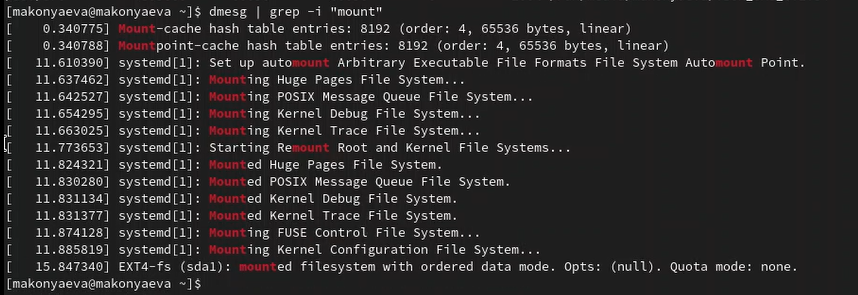 [makonyaeva@makonyaeva ~]$ dmesg | grep -i "mount"
[    0.340775] Mount-cache hash table entries: 8192 (order: 4, 65536 bytes, linear)
[    0.340788] Mountpoint-cache hash table entries: 8192 (order: 4, 65536 bytes, linear)
[   11.610390] systemd[1]: Set up automount Arbitrary Executable File Formats File System Automount Point.
[   11.637462] systemd[1]: Mounting Huge Pages File System...
[   11.642527] systemd[1]: Mounting POSIX Message Queue File System...
[   11.654295] systemd[1]: Mounting Kernel Debug File System...
[   11.663025] systemd[1]: Mounting Kernel Trace File System...
[   11.773653] systemd[1]: Starting Remount Root and Kernel File Systems...
[   11.824321] systemd[1]: Mounted Huge Pages File System.
[   11.830280] systemd[1]: Mounted POSIX Message Queue File System.
[   11.831134] systemd[1]: Mounted Kernel Debug File System.
[   11.831377] systemd[1]: Mounted Kernel Trace File System.
[   11.874128] systemd[1]: Mounting FUSE Control File System...
[   11.885819] systemd[1]: Mounting Kernel Configuration File System...
[   15.847340] EXT4-fs (sda1): mounted filesystem with ordered data mode. Opts: (null). Quota mode: none.
[makonyaeva@makonyaeva ~]$